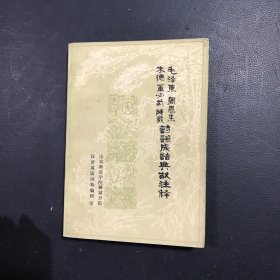 毛泽东 周恩来
朱德 董必武 陈毅
诗词成语典故注释
山东师范学院聊城分院